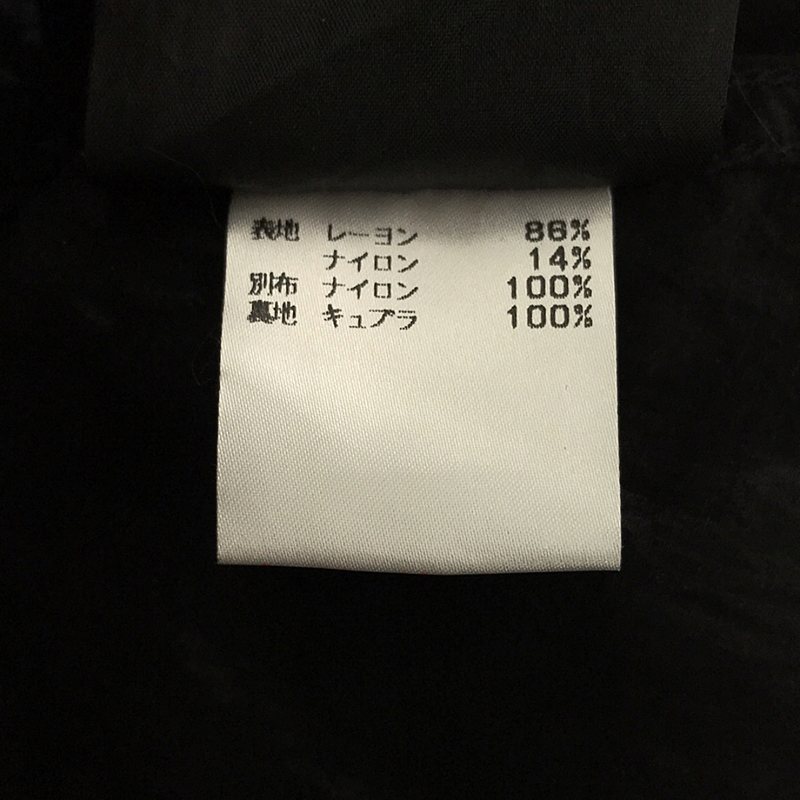 表地 レーヨン 86%
ナイロン 14%
別布 ナイロン 100%
裏地 キュプラ 100%